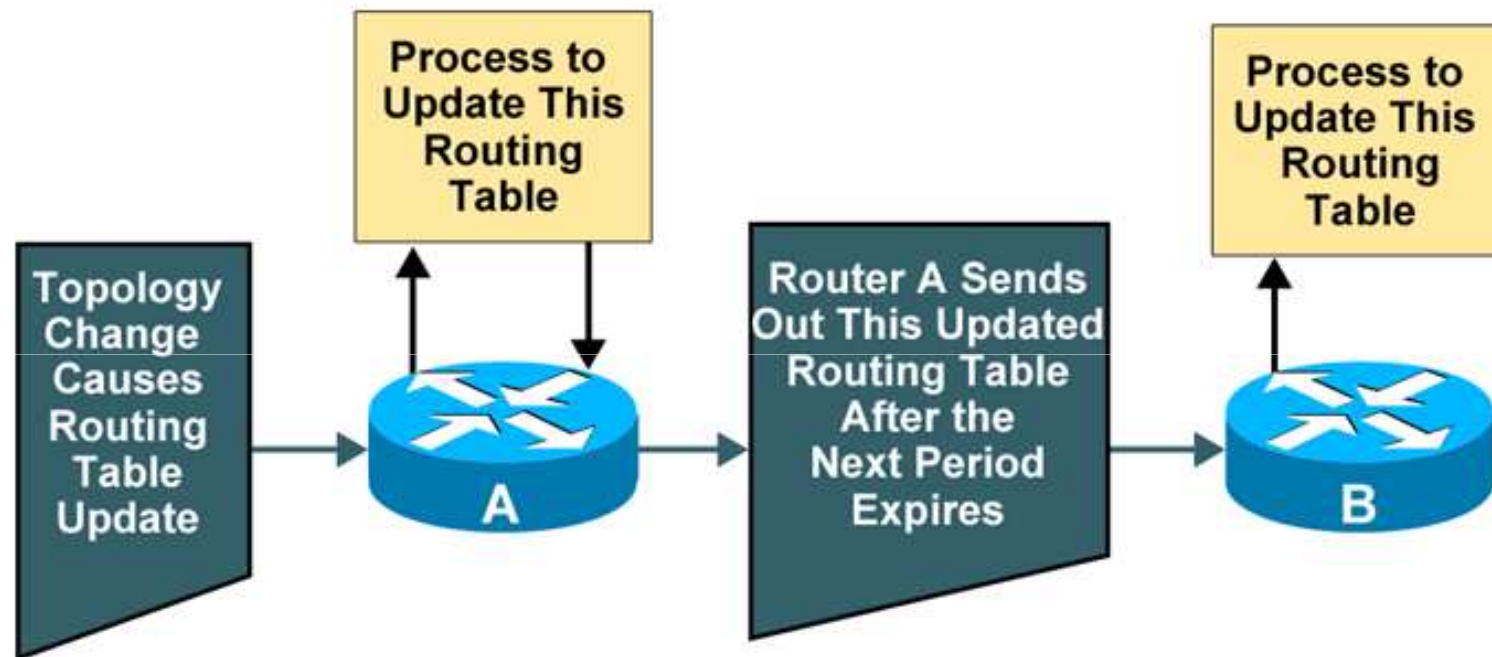 Topology
Change
Causes
Routing
Table
Update
Process to
Update This
Routing
Table
A
Router A Sends
Out This Updated
Routing Table
After the
Next Period
Expires
Process to
Update This
Routing
Table
B